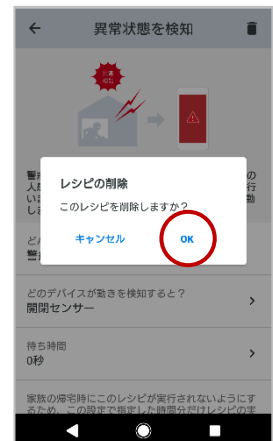 異常状態を検知
異常
検知
レシピの削除
このレシピを削除しますか?
キャンセル
OK
どのデバイスが動きを検知すると?
開閉センサー
待ち時間
0秒
家族の帰宅時にこのレシピが実行されないようにす
るため、この設定で指定した時間分だけレシピの実